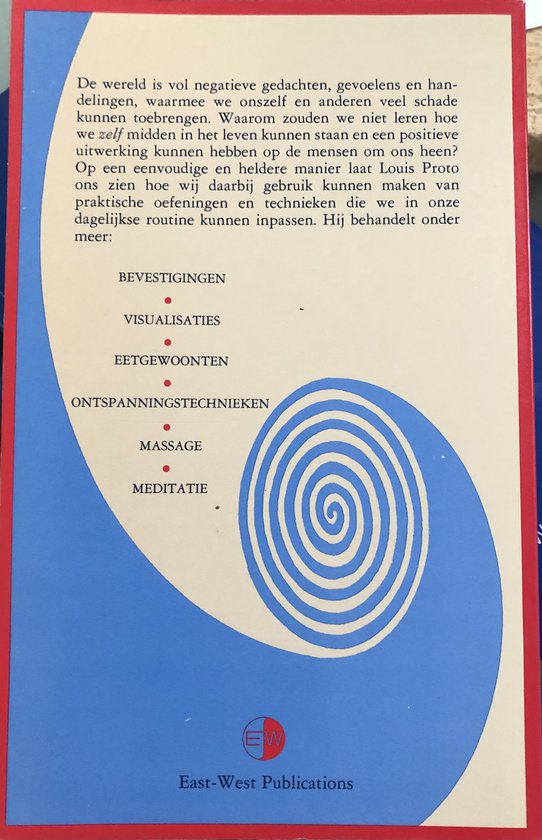 De wereld is vol negatieve gedachten, gevoelens en han-
delingen, waarmee we onszelf en anderen veel schade
kunnen toebrengen. Waarom zouden we niet leren hoe
we zelf midden in het leven kunnen staan en een positieve
uitwerking kunnen hebben op de mensen om ons heen?
Op een eenvoudige en heldere manier laat Louis Proto
ons zien hoe wij daarbij gebruik kunnen maken van
praktische oefeningen en technieken die we in onze
dagelijkse routine kunnen inpassen. Hij behandelt onder
meer:
BEVESTIGINGEN
VISUALISATIES
EETGEWOONTEN
ONTSPANNINGSTECHNIEKEN
MASSAGE
MEDITATIE
EW
East-West Publications